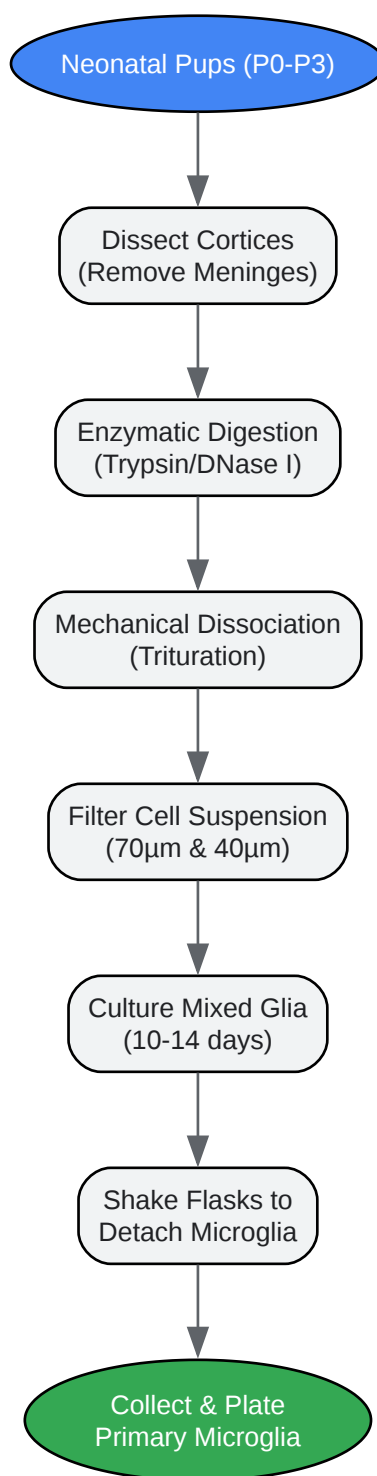 Neonatal Pups (P0-P3)
Dissect Cortices
(Remove Meninges)
Enzymatic Digestion
(Trypsin/DNase I)
Mechanical Dissociation
(Trituration)
Filter Cell Suspension
(70µm & 40µm)
Culture Mixed Glia
(10-14 days)
Shake Flasks to
Detach Microglia
Collect & Plate
Primary Microglia